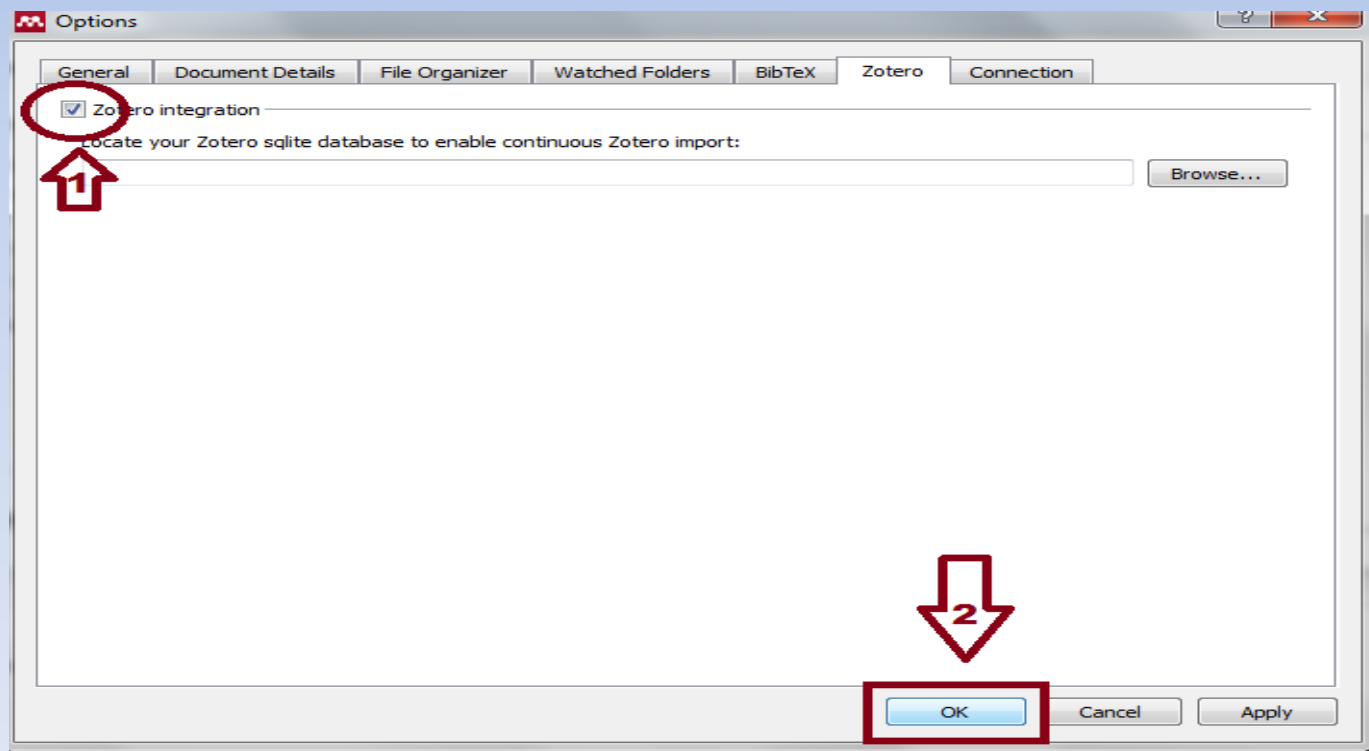 Options
General Document Details File Organizer Watched Folders BibTeX Zotero Connection
Zotero integration
Locate your Zotero sqlite database to enable continuous Zotero import:
1
Browse...
2
OK Cancel Apply